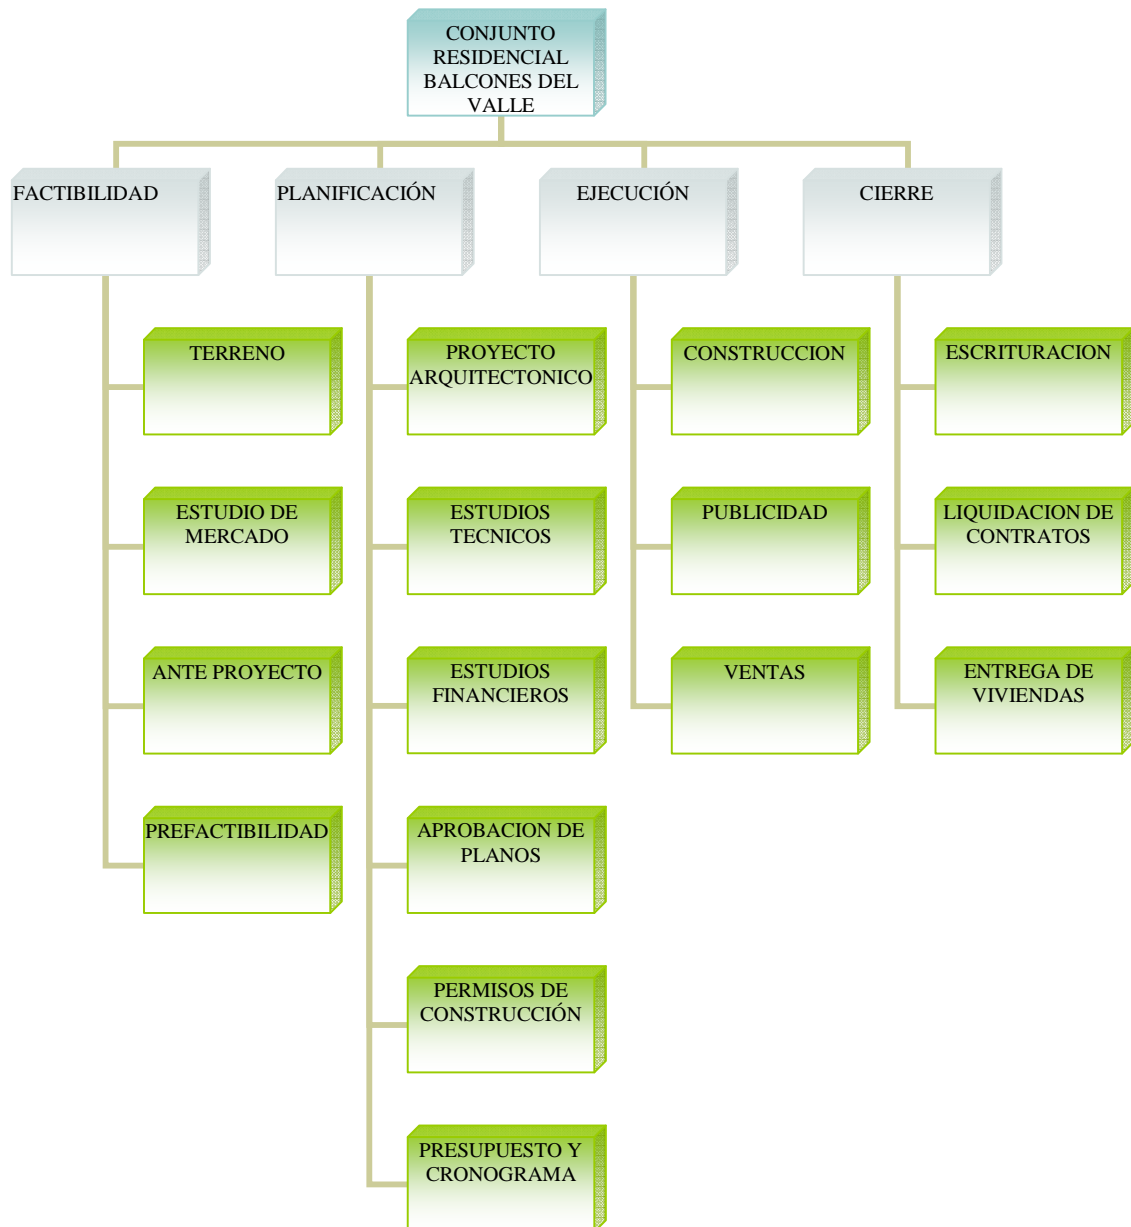 CONJUNTO
RESIDENCIAL
BALCONES DEL
VALLE
FACTIBILIDAD
PLANIFICACIÓN
EJECUCIÓN
CIERRE
TERRENO
PROYECTO
ARQUITECTONICO
CONSTRUCCION
ESCRITURACION
ESTUDIO DE
MERCADO
ESTUDIOS
TECNICOS
PUBLICIDAD
LIQUIDACION DE
CONTRATOS
ANTE PROYECTO
ESTUDIOS
FINANCIEROS
VENTAS
ENTREGA DE
VIVIENDAS
PREFACTIBILIDAD
APROBACION DE
PLANOS
PERMISOS DE
CONSTRUCCIÓN
PRESUPUESTO Y
CRONOGRAMA